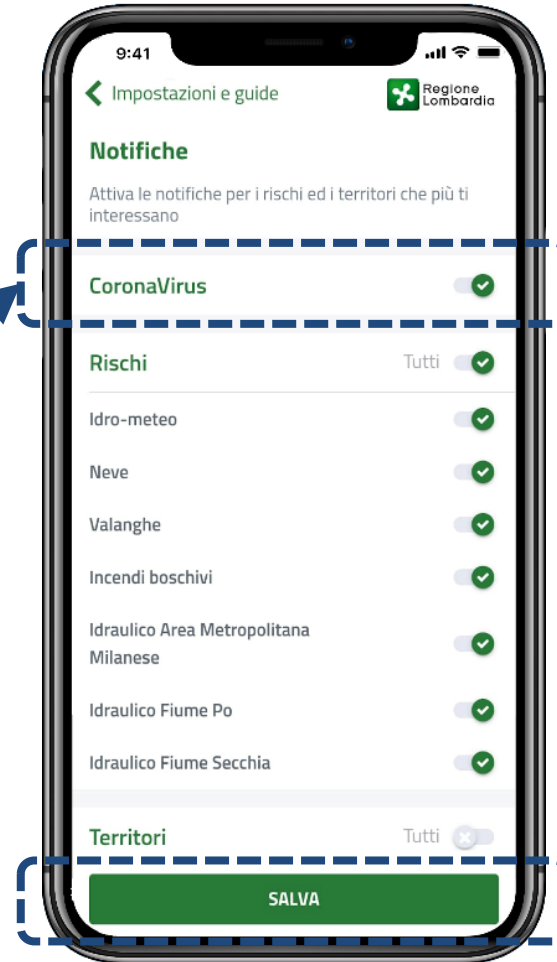 9:41
Impostazioni e guide
Regione
Lombardia
Notifiche
Attiva le notifiche per i rischi ed i territori che più ti
interessano
CoronaVirus
Rischi Tutti
Idro-meteo
Neve
Valanghe
Incendi boschivi
Idraulico Area Metropolitana
Milanese
Idraulico Fiume Po
Idraulico Fiume Secchia
Territori Tutti
SALVA